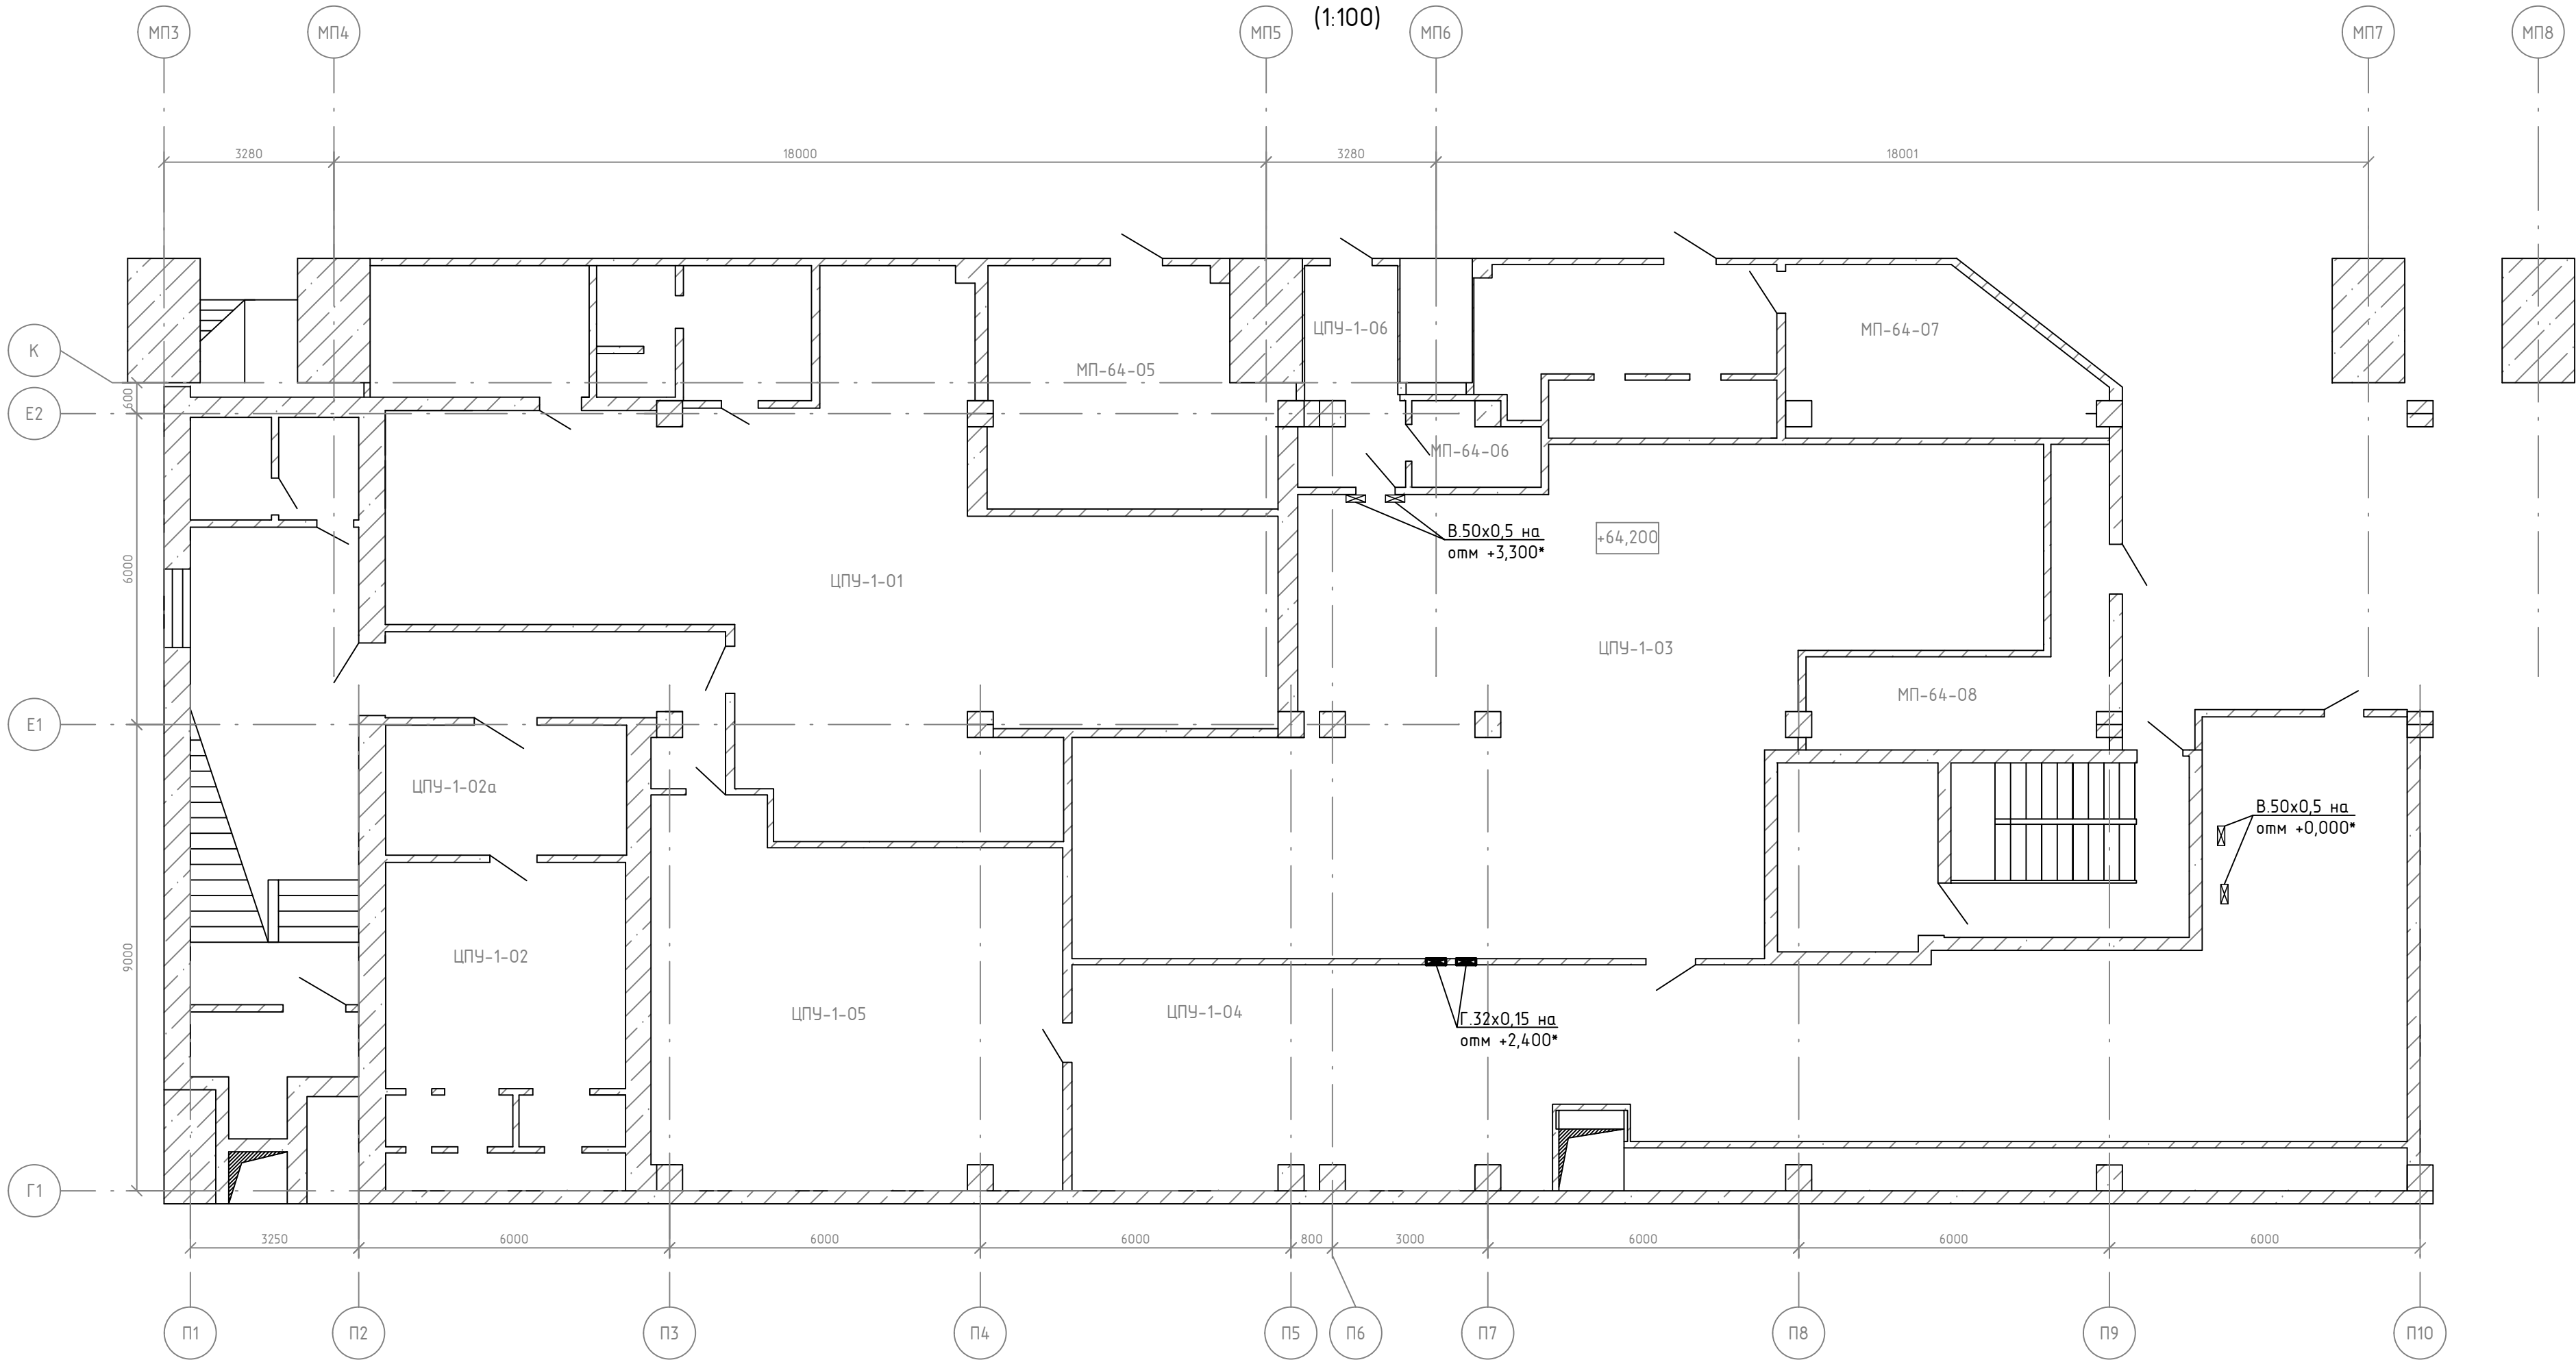 (1:100)
МП3
МП4
МП5
МП6
МП7
МП8
3280
18000
3280
18001
К
Е2
Е1
Г1
600
6000
9000
ЦПУ-1-06
МП-64-07
МП-64-05
МП-64-06
В.50х0,5 на
отм +3,300*
+64,200
ЦПУ-1-01
ЦПУ-1-03
МП-64-08
ЦПУ-1-02а
В.50х0,5 на
отм +0,000*
ЦПУ-1-02
ЦПУ-1-05
ЦПУ-1-04
Г.32х0,15 на
отм +2,400*
3250
6000
6000
6000
800
3000
6000
6000
6000
П1
П2
П3
П4
П5
П6
П7
П8
П9
П10